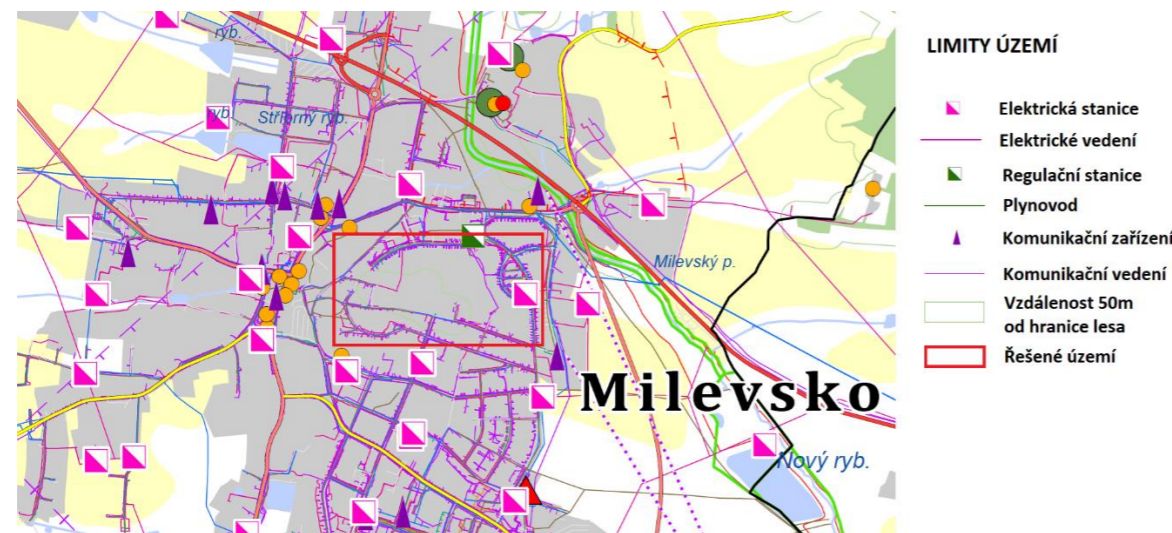 ryb.
ryb.
Stříbrný ryb.
Milevský p.
Milevsko
Nový ryb.
LIMITY ÚZEMÍ
Elektrická stanice
Elektrické vedení
Regulační stanice
Plynovod
Komunikační zařízení
Komunikační vedení
Vzdálenost 50m
od hranice lesa
Řešené území